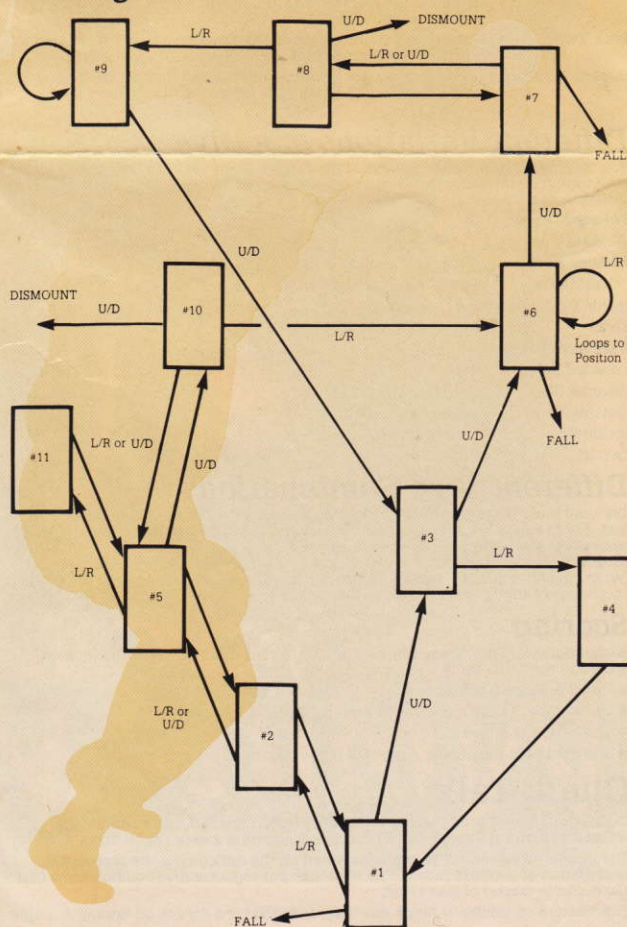 U/D
DISMOUNT
L/R
#9
#8
L/R or U/D
#7
FALL
U/D
U/D
L/R
DISMOUNT
U/D
#10
#6
L/R
Loops to
Position
FALL
#11
L/R or U/D
U/D
U/D
#3
L/R
#4
L/R
#5
L/R or
U/D
#2
U/D
L/R
#1
FALL